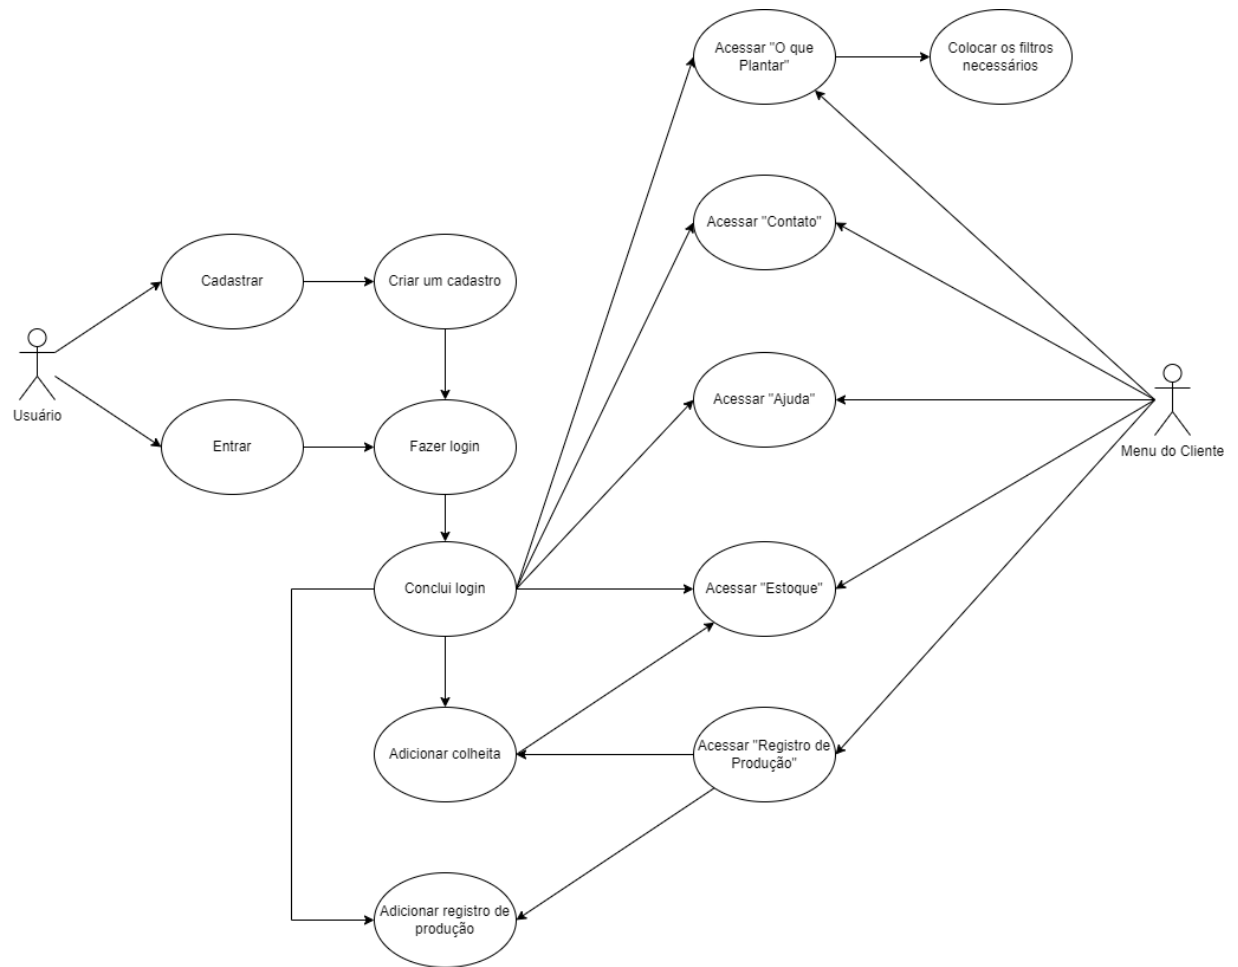 Acessar "O que
Plantar"
Colocar os filtros
necessários
Acessar "Contato"
Cadastrar
Criar um cadastro
Usuário
Acessar "Ajuda"
Menu do Cliente
Entrar
Fazer login
Conclui login
Acessar "Estoque"
Adicionar colheita
Acessar "Registro de
Produção"
Adicionar registro de
produção